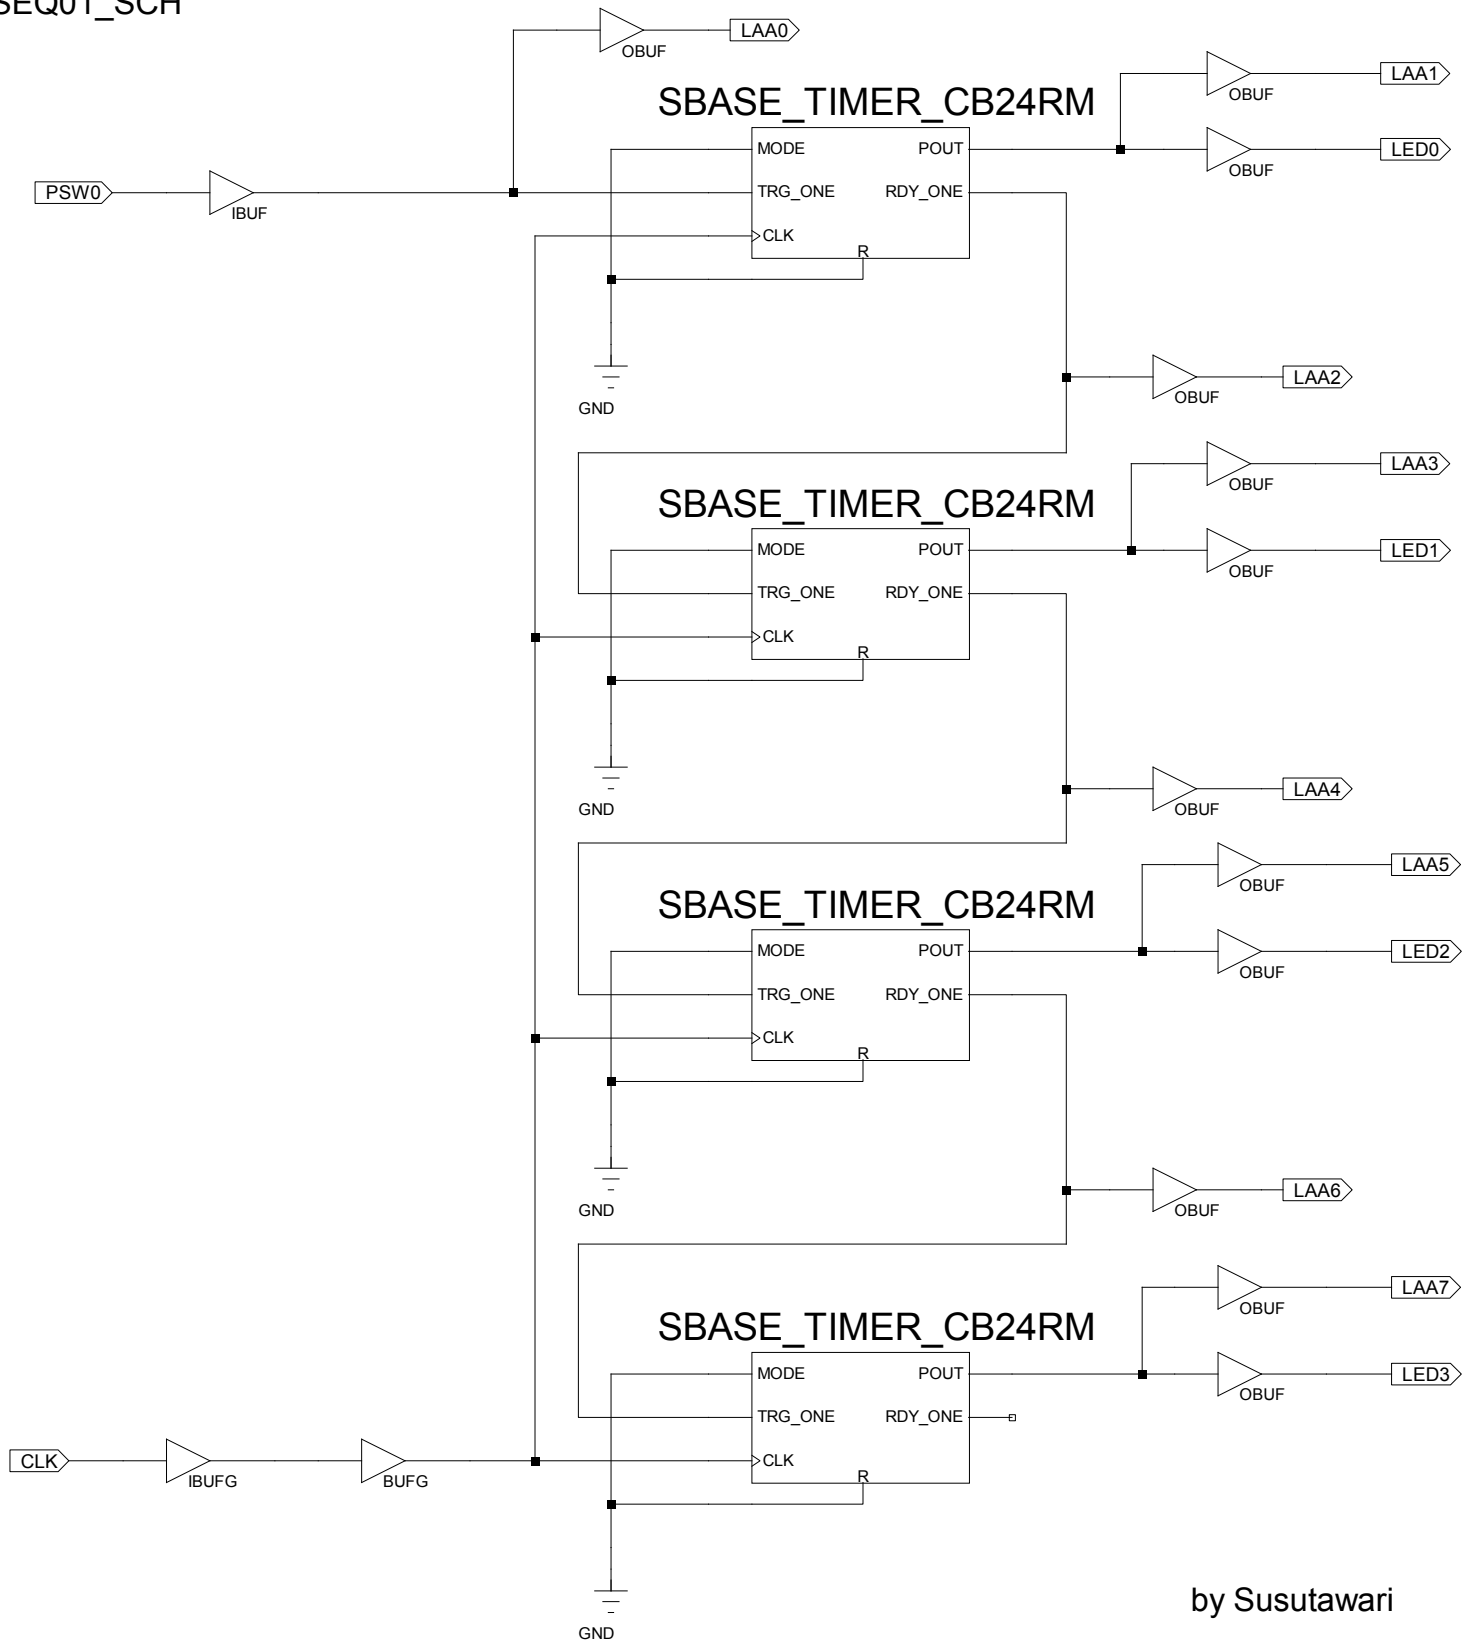 SEQ01_SCH
OBUF
LAA0
OBUF
LAA1
SBASE_TIMER_CB24RM
MODE
POUT
OBUF
LED0
PSW0
IBUF
TRG_ONE
RDY_ONE
CLK
R
GND
OBUF
LAA2
OBUF
LAA3
SBASE_TIMER_CB24RM
MODE
POUT
OBUF
LED1
TRG_ONE
RDY_ONE
CLK
R
GND
OBUF
LAA4
OBUF
LAA5
SBASE_TIMER_CB24RM
MODE
POUT
OBUF
LED2
TRG_ONE
RDY_ONE
CLK
R
GND
OBUF
LAA6
OBUF
LAA7
SBASE_TIMER_CB24RM
MODE
POUT
OBUF
LED3
TRG_ONE
RDY_ONE
CLK
IBUFG
BUFG
CLK
R
GND
by Susutawari